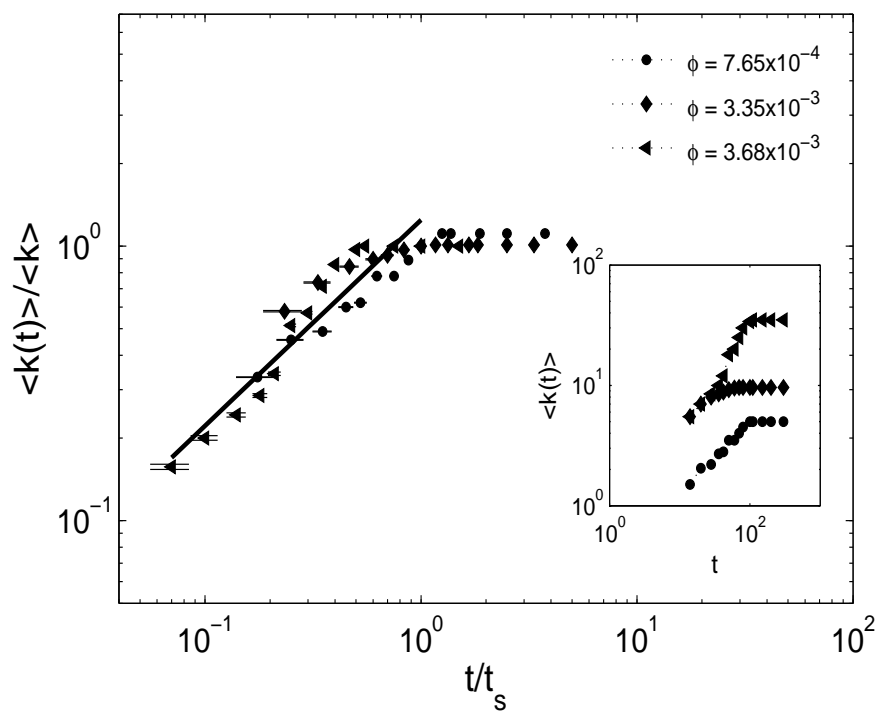 ϕ = 7.65x10⁻⁴
ϕ = 3.35x10⁻³
ϕ = 3.68x10⁻³
<k(t)>/<k>
10⁰
10⁻¹
10⁻¹ 10⁰ 10¹ 10²
t/tₛ
<k(t)>
10²
10¹
10⁰
10⁰ 10²
t